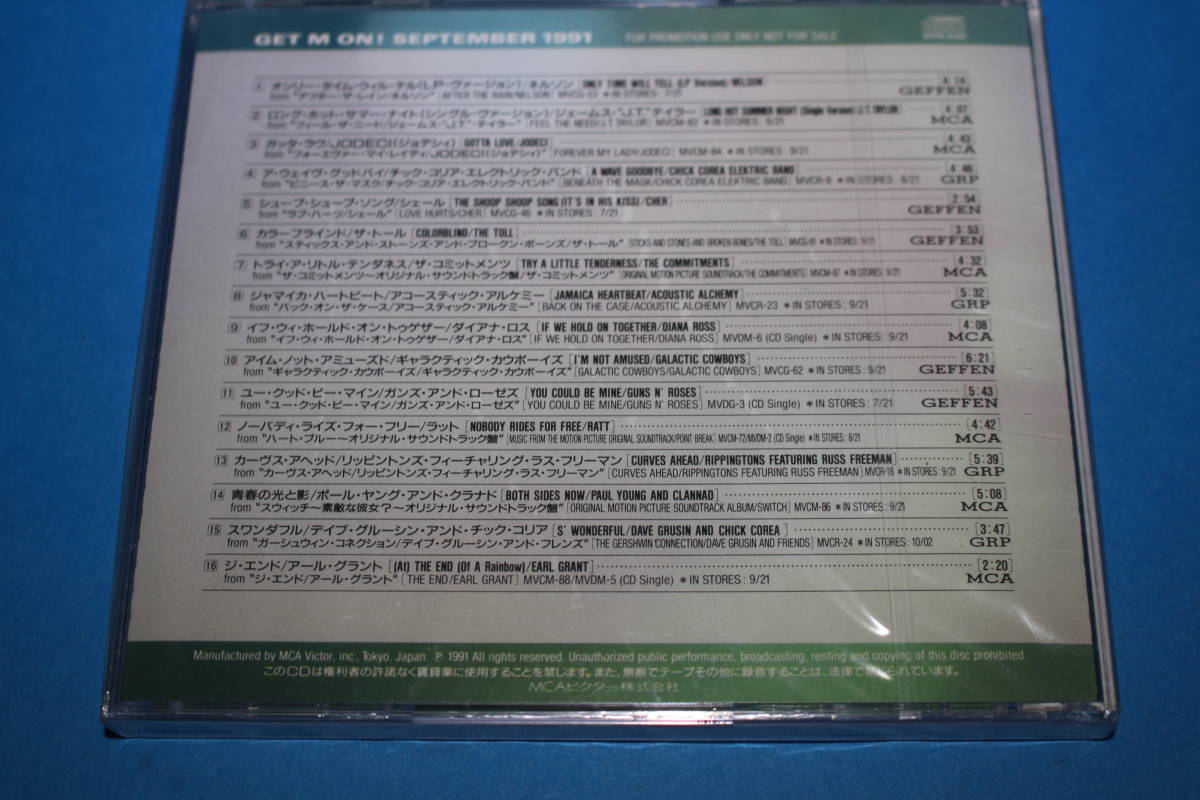 GET M ON! SEPTEMBER 1991 FOR PROMOTION USE ONLY NOT FOR SALE
1 オンリー・タイム・ウィル・テル(LP・ヴァージョン)/ネルソン [ONLY TIME WILL TELL (LP Version)/NELSON] [4:14]
from "アフター・ザ・レイン/ネルソン" [AFTER THE RAIN/NELSON] MVCG-53 *IN STORES: 7/21 GEFFEN
2 ロング・ホット・サマー・ナイト(シングル・ヴァージョン)/ジェームス・"J.T."テイラー [LONG HOT SUMMER NIGHT (Single Version)/J.T. TAYLOR] [4:07]
from "フィール・ザ・ニード/ジェームス・"J.T."・テイラー" [FEEL THE NEED/J.T. TAYLOR] MVCM-82 *IN STORES: 9/21 MCA
3 ガッタ・ラヴ/JODECI(ジョデシィ) [GOTTA LOVE/JODECI] [4:43]
from "フォーエヴァー・マイ・レイディ/JODECI(ジョデシィ)" [FOREVER MY LADY/JODECI] MVCM-84 *IN STORES: 9/21 MCA
4 ア・ウェイヴ・グッドバイ/チック・コリア・エレクトリック・バンド [A WAVE GOODBYE/CHICK COREA ELEKTRIC BAND] [4:46]
from "ビニース・ザ・マスク/チック・コリア・エレクトリック・バンド" [BENEATH THE MASK/CHICK COREA ELEKTRIC BAND] MVCR-8 *IN STORES: 8/21 GRP
5 シュープ・シュープ・ソング/シェール [THE SHOOP SHOOP SONG (IT'S IN HIS KISS)/CHER] [2:54]
from "ラブ・ハーツ/シェール" [LOVE HURTS/CHER] MVCG-46 *IN STORES: 7/21 GEFFEN
6 カラーブラインド/ザ・トール [COLORBLIND/THE TOLL] [3:53]
from "スティックス・アンド・ストーンズ・アンド・ブロークン・ボーンズ/ザ・トール" [STICKS AND STONES AND BROKEN BONES/THE TOLL] MVCG-61 *IN STORES: 9/21 GEFFEN
7 トライ・ア・リトル・テンダネス/ザ・コミットメンツ [TRY A LITTLE TENDERNESS/THE COMMITMENTS] [4:32]
from "ザ・コミットメンツ〜オリジナル・サウンドトラック盤/ザ・コミットメンツ" [ORIGINAL MOTION PICTURE SOUNDTRACK/THE COMMITMENTS] MVCM-87 *IN STORES: 9/21 MCA
8 ジャマイカ・ハートビート/アコースティック・アルケミー [JAMAICA HEARTBEAT/ACOUSTIC ALCHEMY] [5:32]
from "バック・オン・ザ・ケース/アコースティック・アルケミー" [BACK ON THE CASE/ACOUSTIC ALCHEMY] MVCR-23 *IN STORES: 9/21 GRP
9 イフ・ウィ・ホールド・オン・トゥゲザー/ダイアナ・ロス [IF WE HOLD ON TOGETHER/DIANA ROSS] [4:08]
from "イフ・ウィ・ホールド・オン・トゥゲザー/ダイアナ・ロス" [IF WE HOLD ON TOGETHER/DIANA ROSS] MVDM-6 (CD Single) *IN STORES: 9/21 MCA
10 アイム・ノット・アミューズド/ギャラクティック・カウボーイズ [I'M NOT AMUSED/GALACTIC COWBOYS] [6:21]
from "ギャラクティック・カウボーイズ/ギャラクティック・カウボーイズ" [GALACTIC COWBOYS/GALACTIC COWBOYS] MVCG-62 *IN STORES: 9/21 GEFFEN
11 ユー・クッド・ビー・マイン/ガンズ・アンド・ローゼズ [YOU COULD BE MINE/GUNS N' ROSES] [5:43]
from "ユー・クッド・ビー・マイン/ガンズ・アンド・ローゼズ" [YOU COULD BE MINE/GUNS N' ROSES] MVDG-3 (CD Single) *IN STORES: 7/21 GEFFEN
12 ノーバディ・ライズ・フォー・フリー/ラット [NOBODY RIDES FOR FREE/RATT] [4:42]
from "ハート・ブルー〜オリジナル・サウンドトラック盤" [MUSIC FROM THE MOTION PICTURE ORIGINAL SOUNDTRACK/POINT BREAK] MVCM-72/MVDM-2 (CD Single) *IN STORES: 8/21 MCA
13 カーヴス・アヘッド/リッピントンズ・フィーチャリング・ラス・フリーマン [CURVES AHEAD/RIPPINGTONS FEATURING RUSS FREEMAN] [5:39]
from "カーヴス・アヘッド/リッピントンズ・フィーチャリング・ラス・フリーマン" [CURVES AHEAD/RIPPINGTONS FEATURING RUSS FREEMAN] MVCR-18 *IN STORES: 9/21 GRP
14 青春の光と影/ポール・ヤング・アンド・クラナド [BOTH SIDES NOW/PAUL YOUNG AND CLANNAD] [5:08]
from "スウィッチ〜素敵な彼女?〜オリジナル・サウンドトラック盤" [ORIGINAL MOTION PICTURE SOUNDTRACK ALBUM/SWITCH] MVCM-86 *IN STORES: 9/21 MCA
15 スワンダフル/デイブ・グルーシン・アンド・チック・コリア [S' WONDERFUL/DAVE GRUSIN AND CHICK COREA] [3:47]
from "ガーシュウィン・コネクション/デイブ・グルーシン・アンド・フレンズ" [THE GERSHWIN CONNECTION/DAVE GRUSIN AND FRIENDS] MVCR-24 *IN STORES: 10/02 GRP
16 ジ・エンド/アール・グラント [(At) THE END (Of A Rainbow)/EARL GRANT] [2:20]
from "ジ・エンド/アール・グラント" [THE END/EARL GRANT] MVCM-88/MVDM-5 (CD Single) *IN STORES: 9/21 MCA
Manufactured by MCA Victor, inc., Tokyo, Japan. P 1991 All rights reserved. Unauthorized public performance, broadcasting, renting and copying of this disc prohibited.
このCDは権利者の許諾なく賃貸業に使用することを禁じます。また、無断でテープその他に録音することは、法律で禁じられています。
MCAビクター株式会社